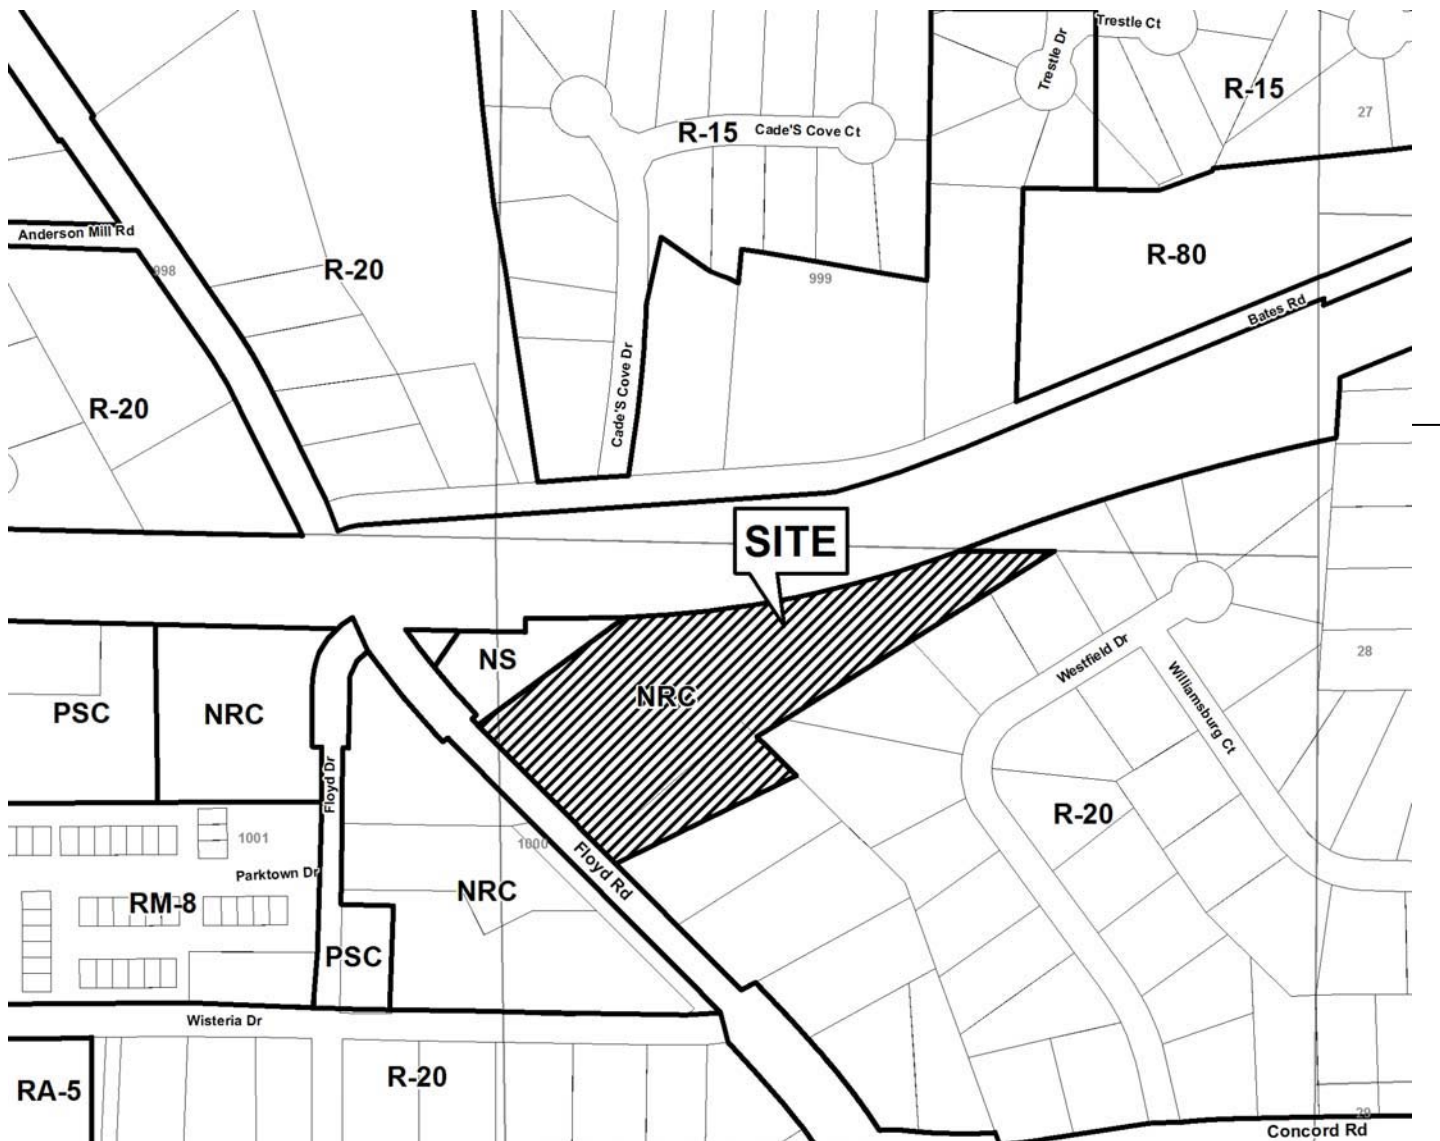 Trestle Ct
Trestle Dr
R-15
27
R-15
Cade'S Cove Ct
Anderson Mill Rd
998
R-20
999
R-80
Bates Rd
R-20
Cade'S Cove Dr
SITE
NS
NRC
PSC
NRC
Westfield Dr
Williamsburg Ct
28
Floyd Dr
R-20
1001
1000
Floyd Rd
Parktown Dr
RM-8
NRC
PSC
Wisteria Dr
RA-5
R-20
29
Concord Rd